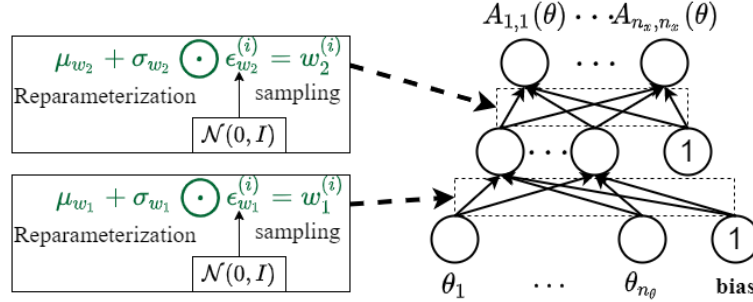 A_{1,1}(θ) ··· A_{n_x,n_x}(θ)
μ_{w_2} + σ_{w_2} ⊙ ϵ_{w_2}^{(i)} = w_2^{(i)}
Reparameterization sampling
𝒩(0, I)
··· 
··· 1
μ_{w_1} + σ_{w_1} ⊙ ϵ_{w_1}^{(i)} = w_1^{(i)}
Reparameterization sampling
𝒩(0, I)
1
θ_1 ··· θ_{n_θ} bias